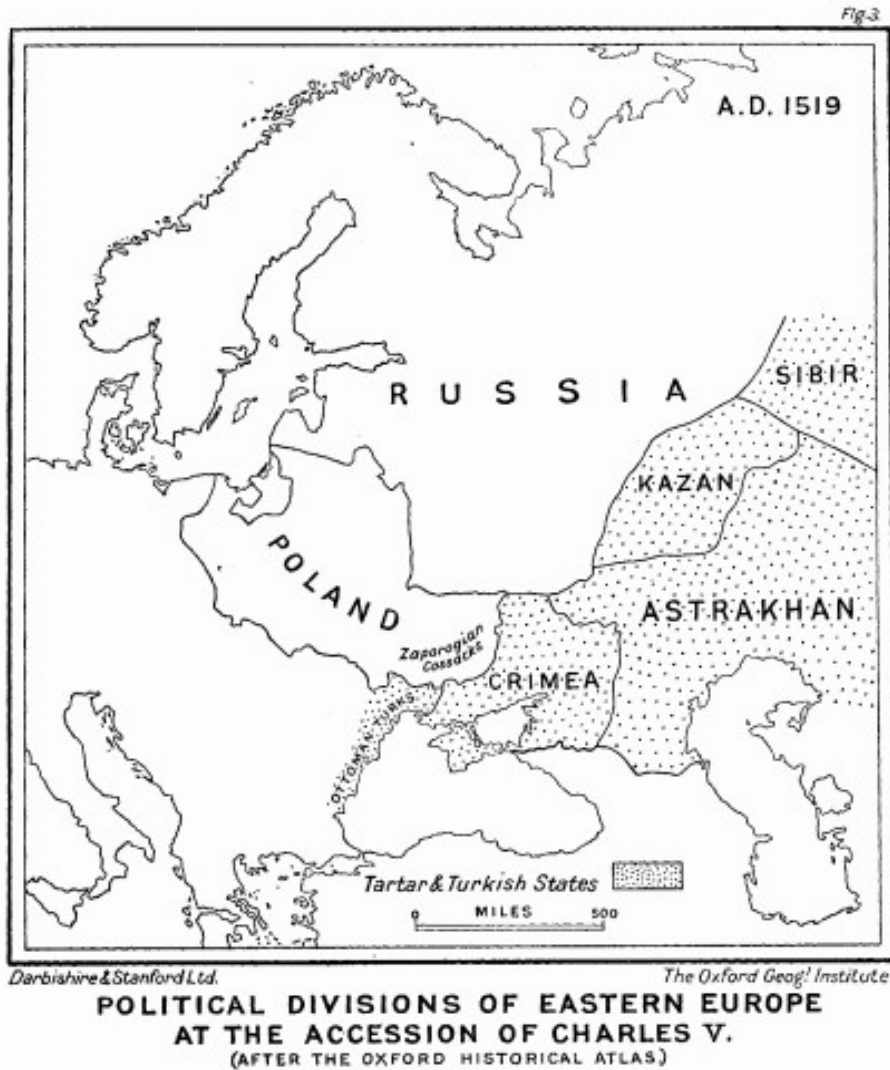 Fig.3.
A.D. 1519
RUSSIA
SIBIR
KAZAN
POLAND
ASTRAKHAN
Zaparogian
Cossacks
CRIMEA
OTTOMAN TURKS
Tartar & Turkish States
0 MILES 500
Darbishire & Stanford Ltd.
The Oxford Geog! Institute
POLITICAL DIVISIONS OF EASTERN EUROPE
AT THE ACCESSION OF CHARLES V.
(AFTER THE OXFORD HISTORICAL ATLAS.)